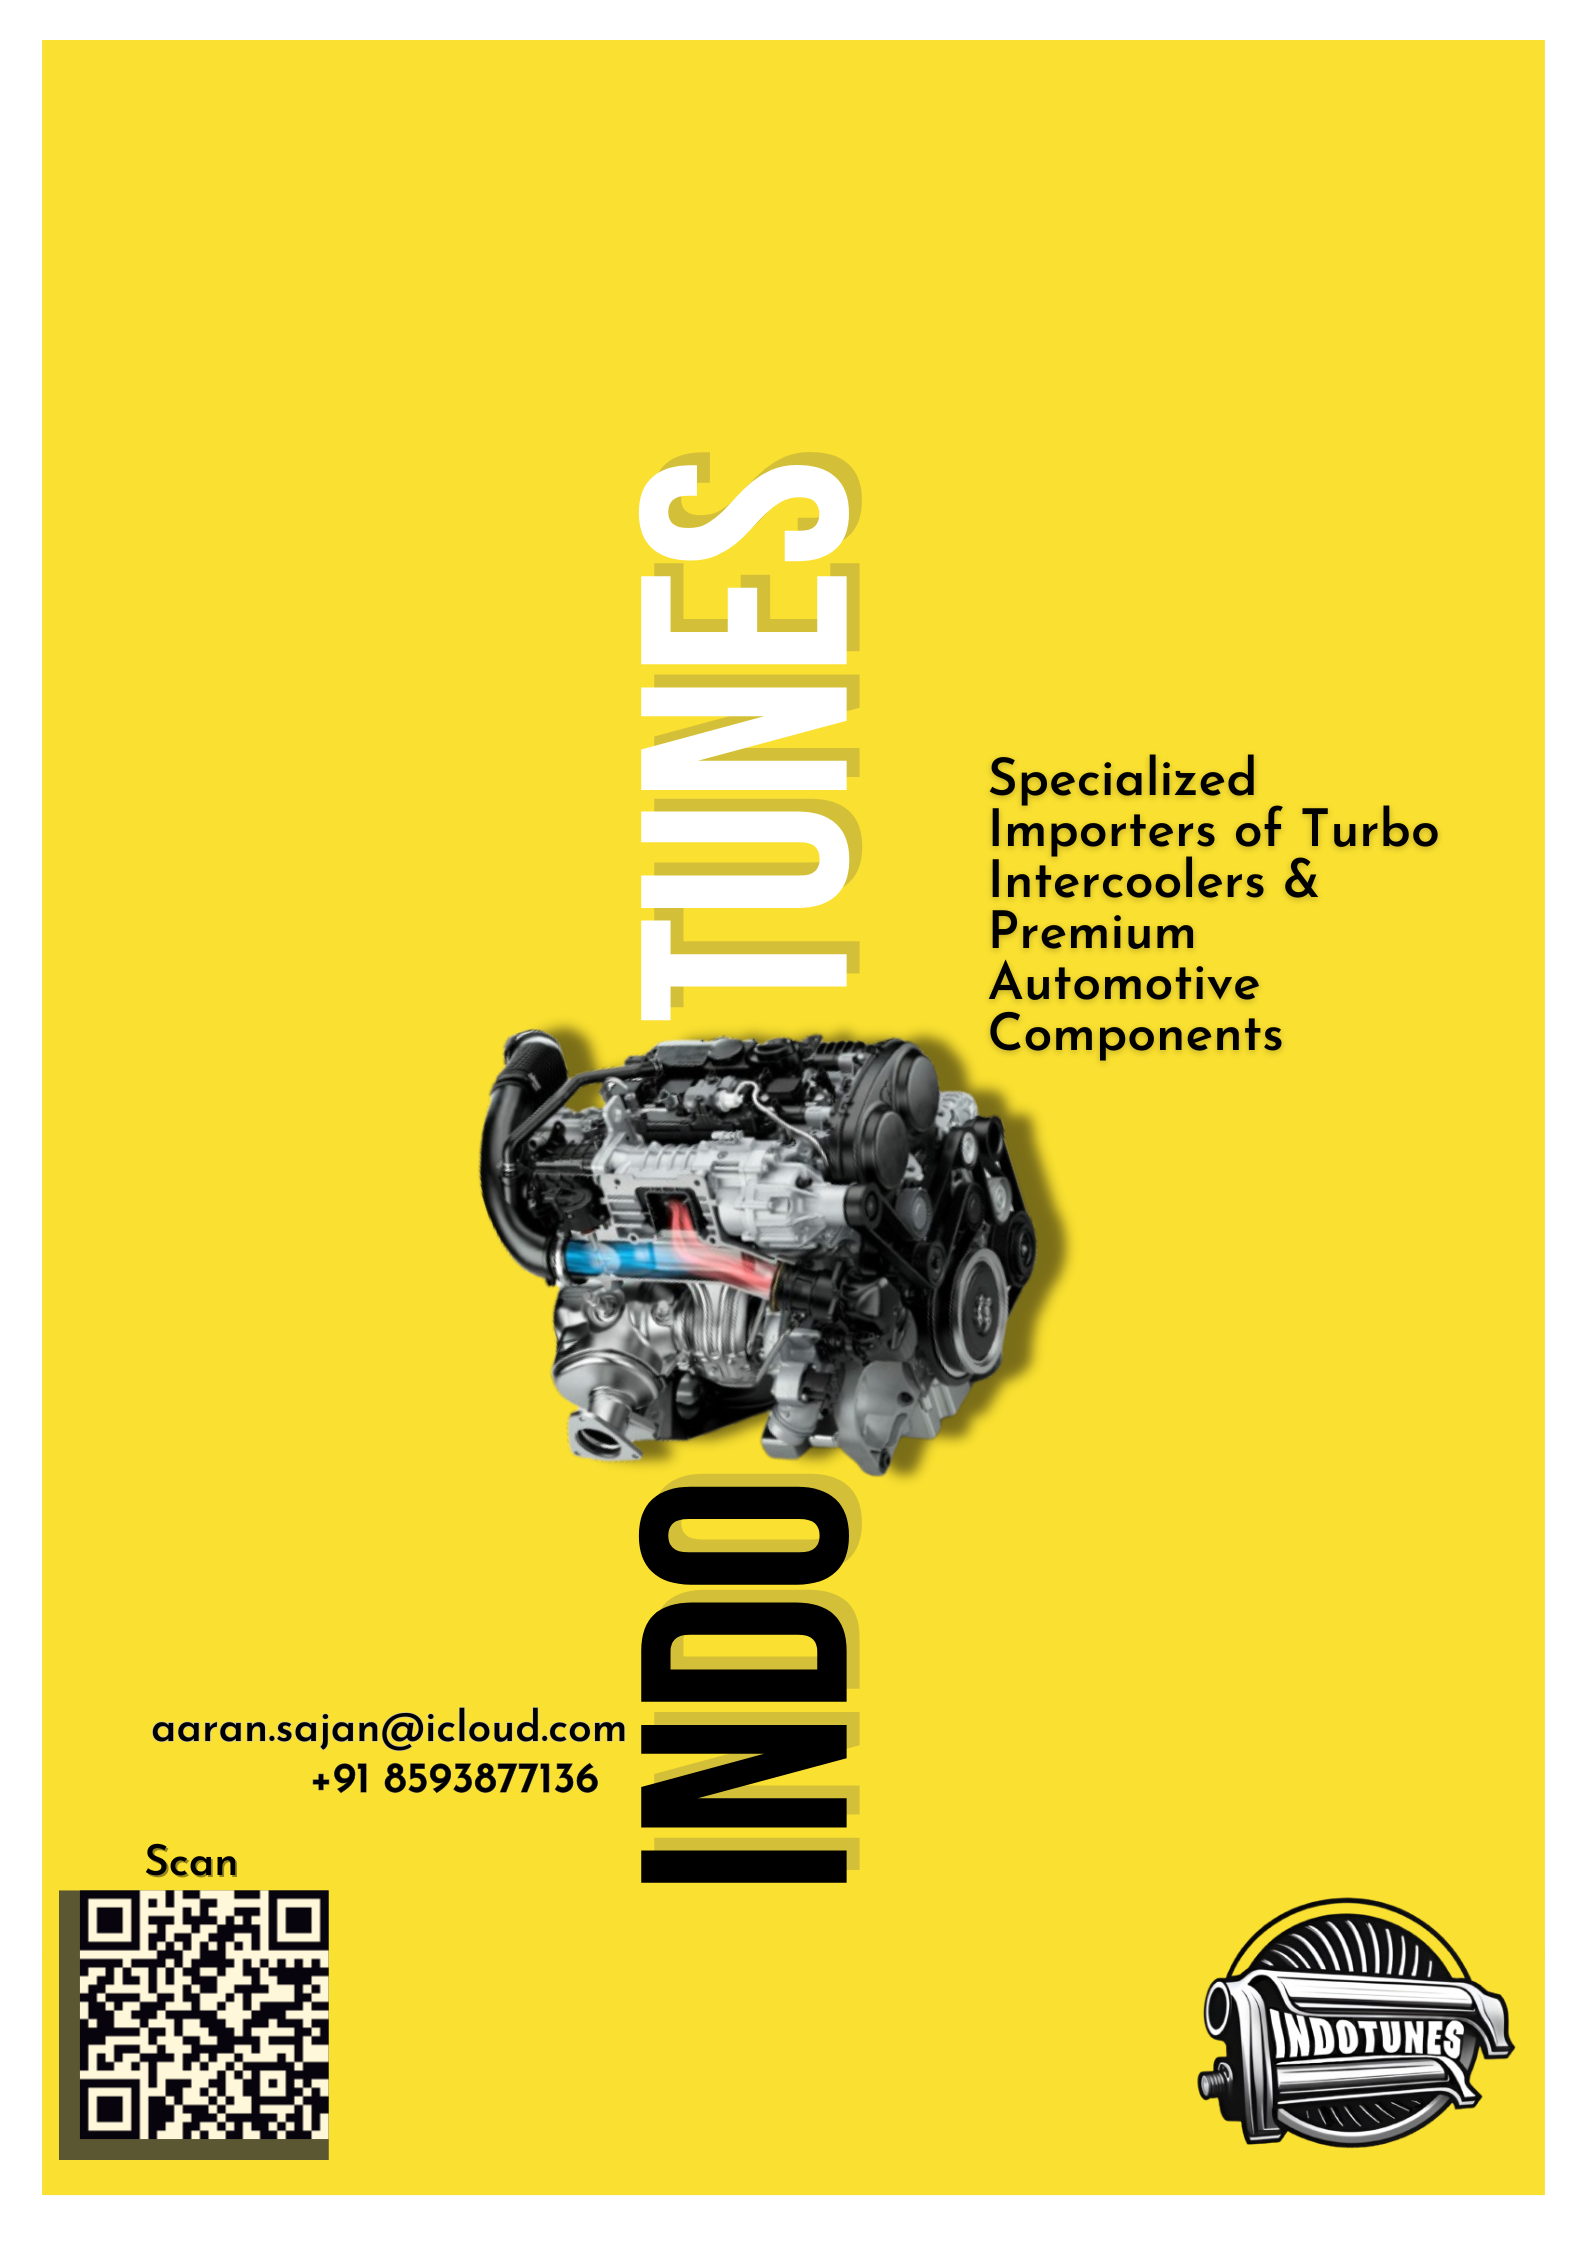 INDO TUNES
Specialized
Importers of Turbo
Intercoolers &
Premium
Automotive
Components
aaran.sajan@icloud.com
+91 8593877136
Scan
INDOTUNES